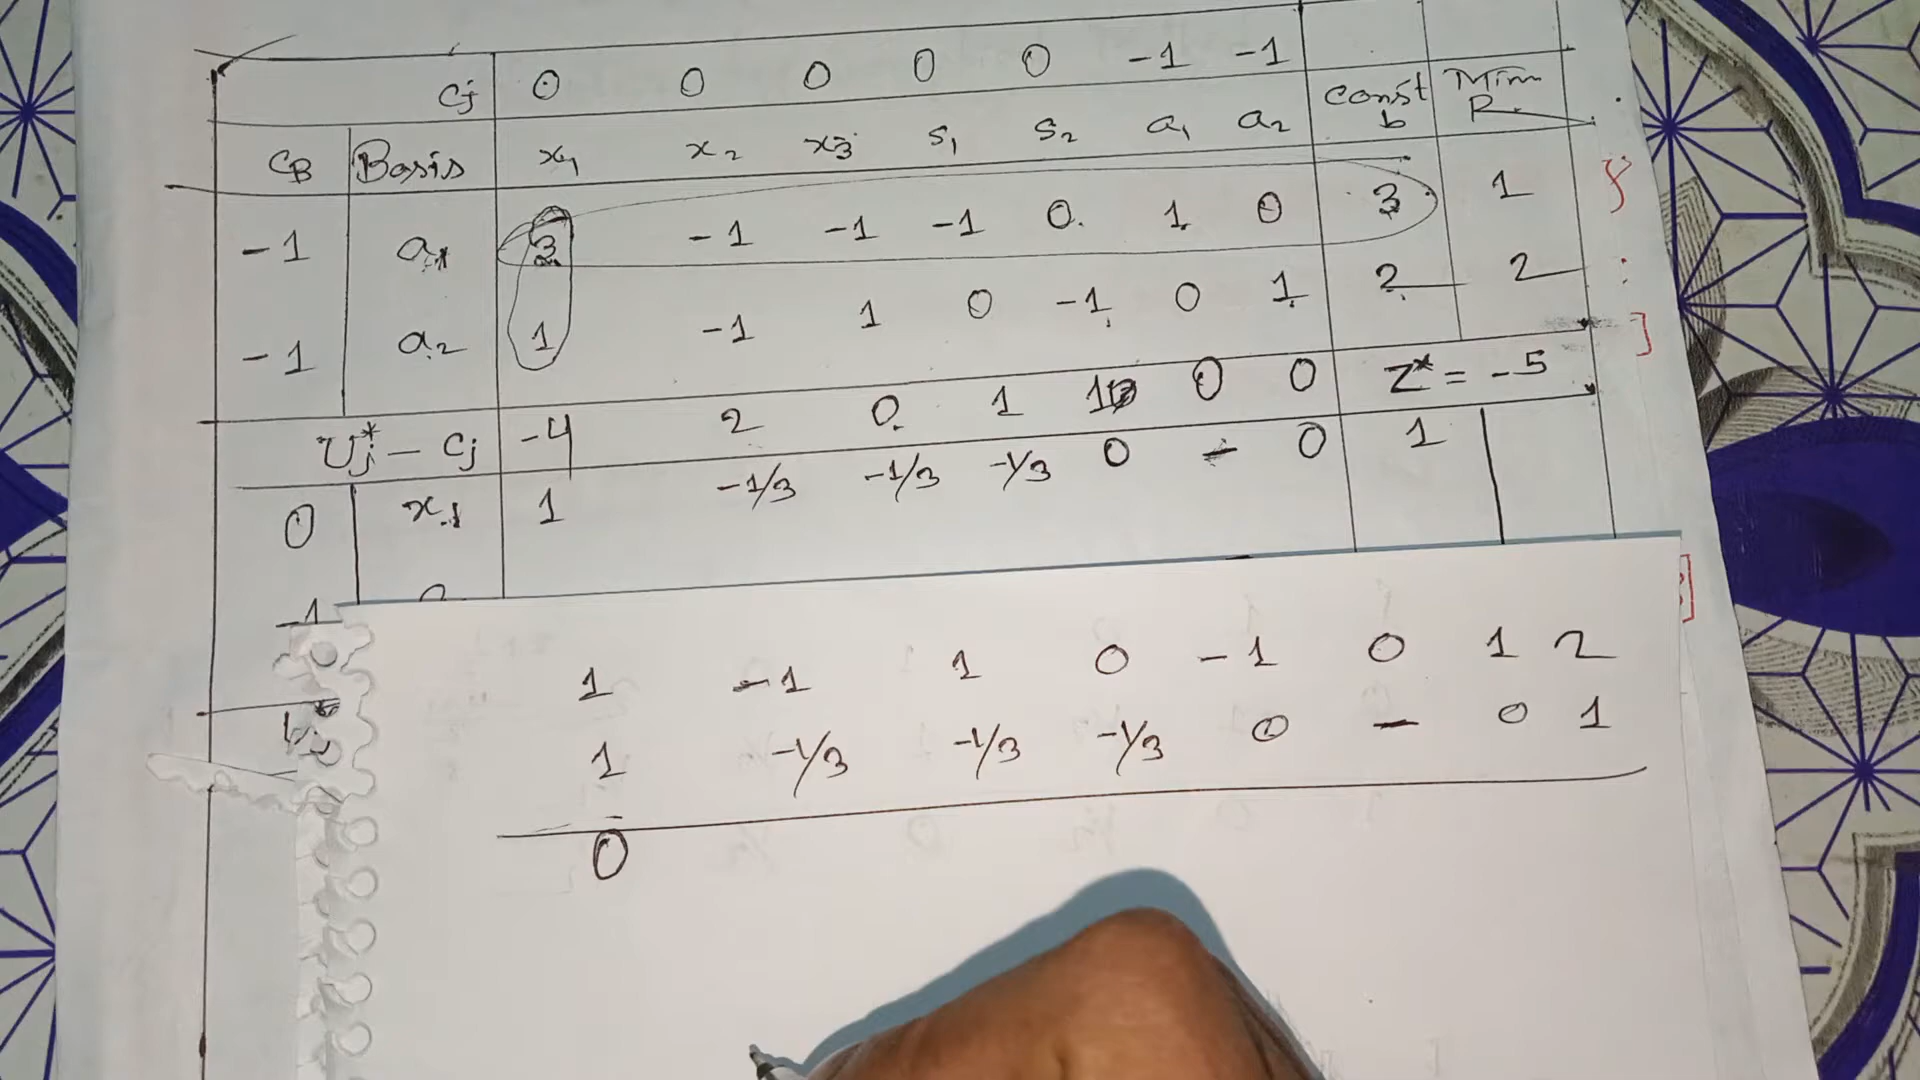 Cj 0 0 0 0 0 -1 -1
CB Basis x1 x2 x3 s1 s2 a1 a2 Const b Min R.
-1 a1 3 -1 -1 -1 0 1 0 3 1
-1 a2 1 -1 1 0 -1 0 1 2 2
Uj* - Cj -4 2 0 1 1 0 0 Z* = -5
0 x1 1 -1/3 -1/3 -1/3 0 - 0 1
-1
1 -1 1 0 -1 0 1 2
1 -1/3 -1/3 -1/3 0 - 0 1
0